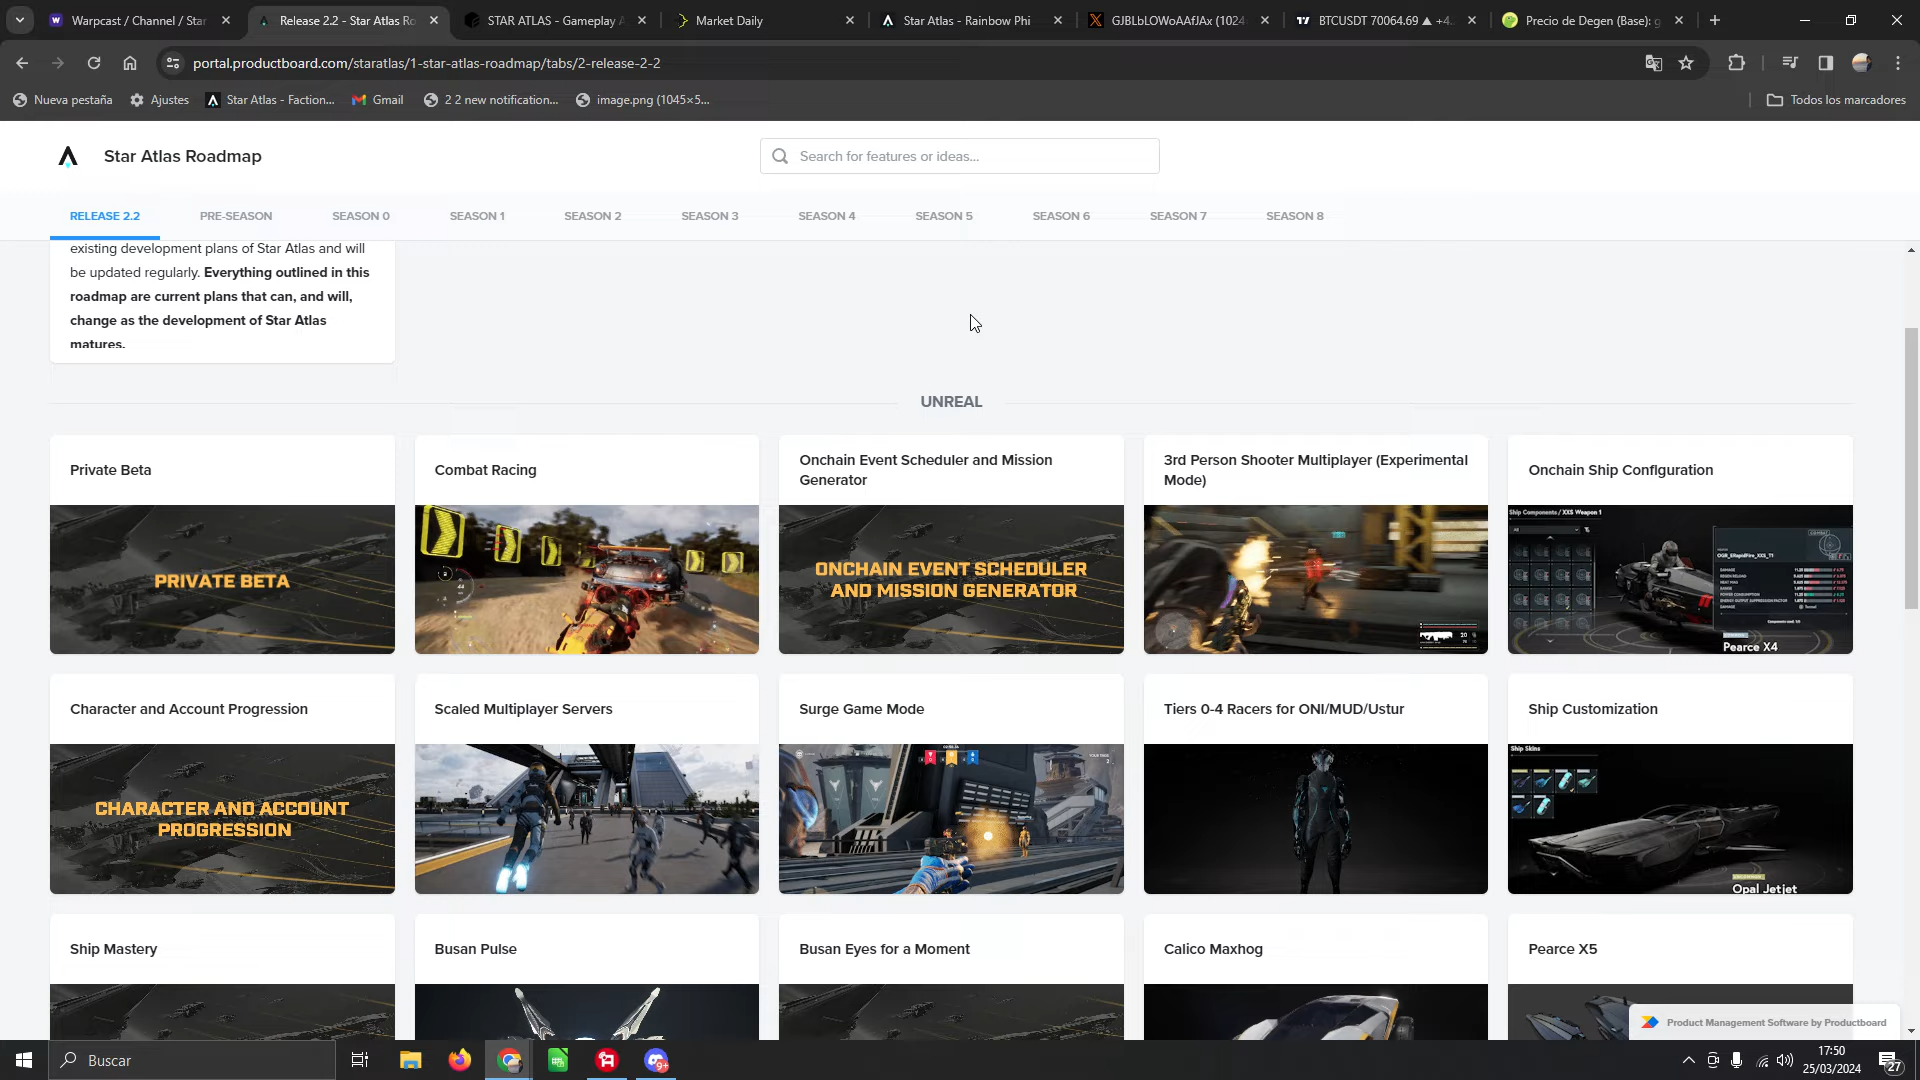 Warpcast / Channel / Star
Release 2.2 - Star Atlas Ro
STAR ATLAS - Gameplay A
Market Daily
Star Atlas - Rainbow Phi
GJBLbLOWoAAfJAx (1024
BTCUSDT 70064.69 ▲ +4.
Precio de Degen (Base): g
portal.productboard.com/staratlas/1-star-atlas-roadmap/tabs/2-release-2-2
Nueva pestaña
Ajustes
Star Atlas - Faction...
Gmail
2 2 new notification...
image.png (1045×5...
Todos los marcadores
Star Atlas Roadmap
Search for features or ideas...
RELEASE 2.2
PRE-SEASON
SEASON 0
SEASON 1
SEASON 2
SEASON 3
SEASON 4
SEASON 5
SEASON 6
SEASON 7
SEASON 8
existing development plans of Star Atlas and will
be updated regularly. Everything outlined in this
roadmap are current plans that can, and will,
change as the development of Star Atlas
matures.
UNREAL
Private Beta
Combat Racing
Onchain Event Scheduler and Mission
Generator
3rd Person Shooter Multiplayer (Experimental
Mode)
Onchain Ship Configuration
PRIVATE BETA
ONCHAIN EVENT SCHEDULER
AND MISSION GENERATOR
Ship Components / XXS Weapon 1
Pearce X4
Character and Account Progression
Scaled Multiplayer Servers
Surge Game Mode
Tiers 0-4 Racers for ONI/MUD/Ustur
Ship Customization
CHARACTER AND ACCOUNT
PROGRESSION
Ship Skins
Opal Jetjet
Ship Mastery
Busan Pulse
Busan Eyes for a Moment
Calico Maxhog
Pearce X5
Product Management Software by Productboard
Buscar
9+
17:50
25/03/2024
27